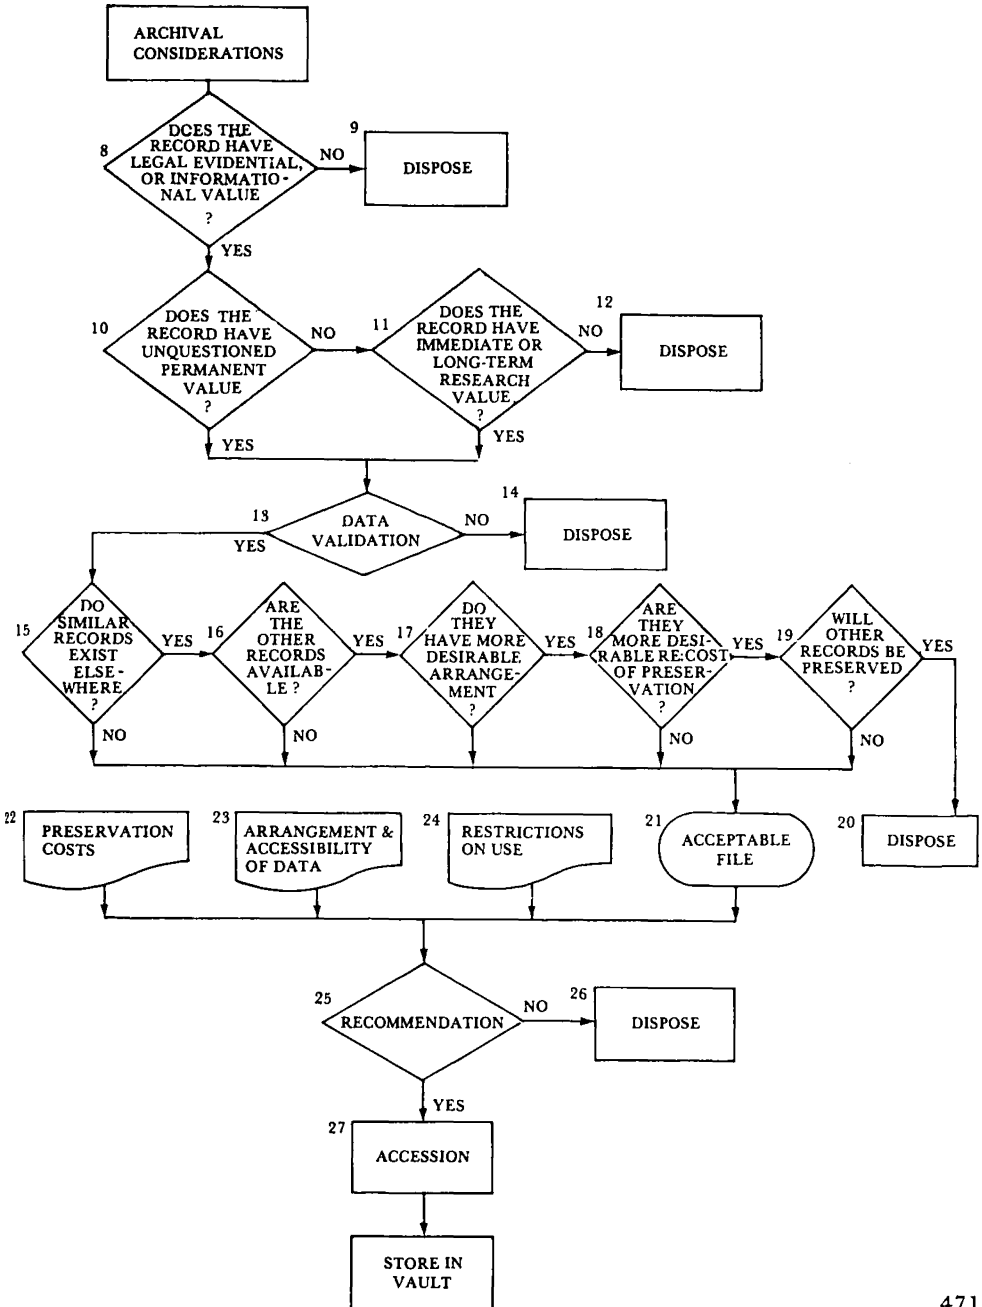 ARCHIVAL
CONSIDERATIONS
8
DOES THE
RECORD HAVE
LEGAL EVIDENTIAL,
OR INFORMATIO-
NAL VALUE
?
NO
9
DISPOSE
YES
10
DOES THE
RECORD HAVE
UNQUESTIONED
PERMANENT
VALUE
?
NO
11
DOES THE
RECORD HAVE
IMMEDIATE OR
LONG-TERM
RESEARCH
VALUE
?
NO
12
DISPOSE
YES
YES
13
DATA
VALIDATION
NO
14
DISPOSE
YES
15
DO
SIMILAR
RECORDS
EXIST
ELSE-
WHERE
?
YES
16
ARE
THE
OTHER
RECORDS
AVAILAB-
LE ?
YES
17
DO
THEY
HAVE MORE
DESIRABLE
ARRANGE-
MENT
?
YES
18
ARE
THEY
MORE DESI-
RABLE RE:COST
OF PRESER-
VATION
?
YES
19
WILL
OTHER
RECORDS BE
PRESERVED
?
YES
NO
NO
NO
NO
22
PRESERVATION
COSTS
23
ARRANGEMENT &
ACCESSIBILITY
OF DATA
24
RESTRICTIONS
ON USE
21
ACCEPTABLE
FILE
20
DISPOSE
25
RECOMMENDATION
NO
26
DISPOSE
YES
27
ACCESSION
STORE IN
VAULT
471